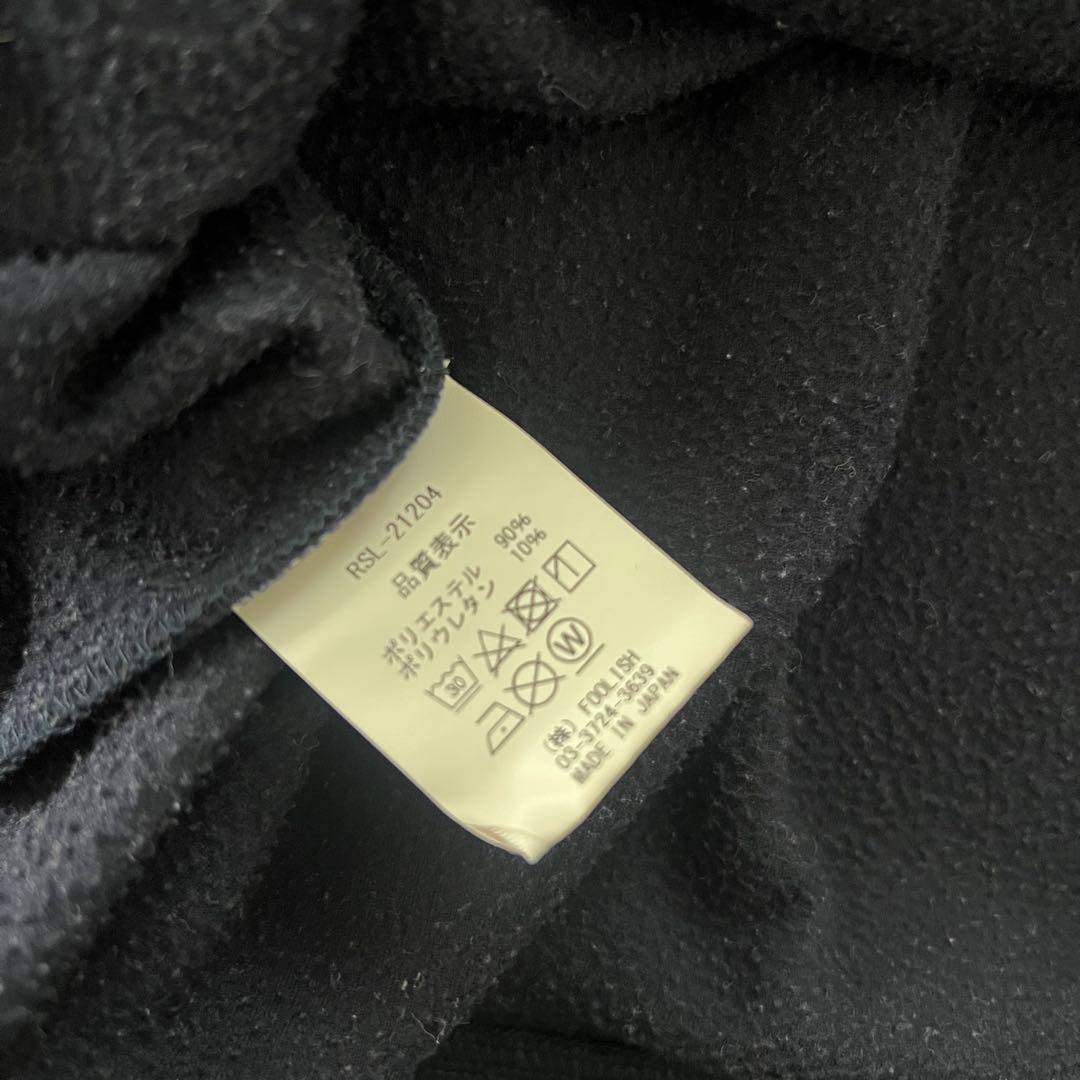 RSL-21204
品質表示
ポリエステル 90%
ポリウレタン 10%
30
W
(株) FOOLISH
03-3724-3639
MADE IN JAPAN